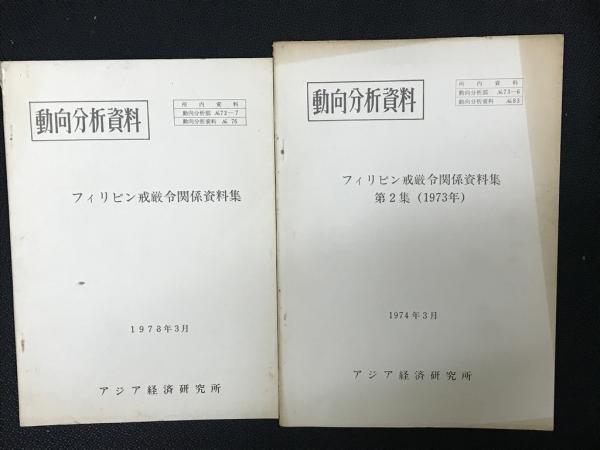 動向分析資料
所内資料
動向分析部 №72-7
動向分析資料 № 76
フィリピン戒厳令関係資料集
1973年3月
アジア経済研究所
動向分析資料
所内資料
動向分析部 №73-6
動向分析資料 №83
フィリピン戒厳令関係資料集
第2集（1973年）
1974年3月
アジア経済研究所